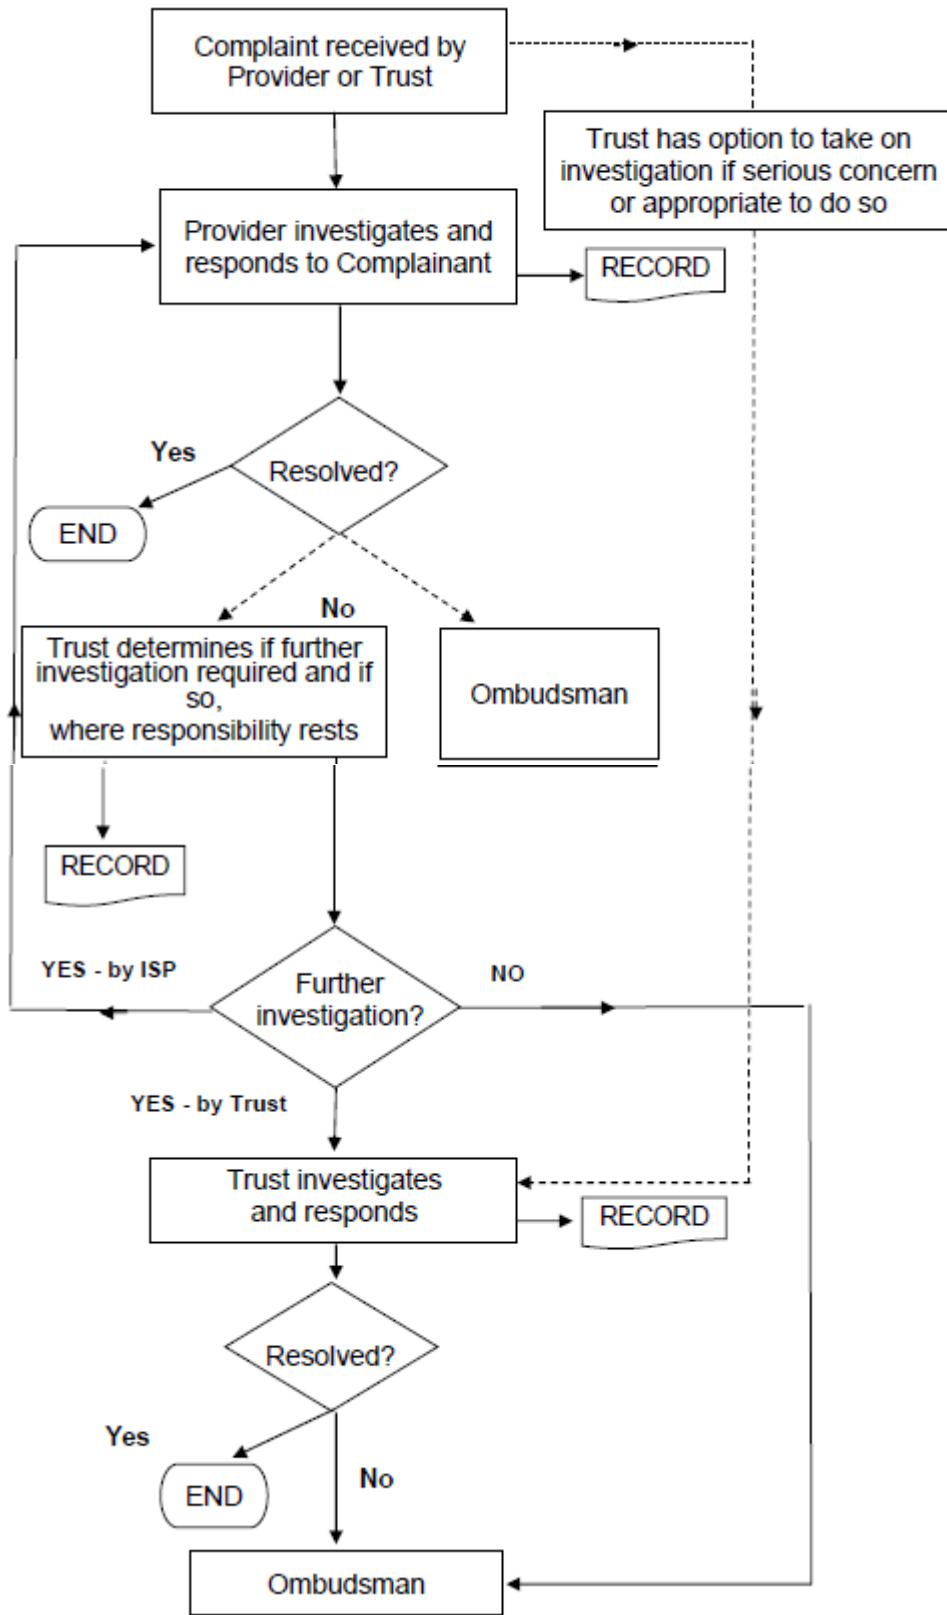 Complaint received by
Provider or Trust
Trust has option to take on
investigation if serious concern
or appropriate to do so
Provider investigates and
responds to Complainant
RECORD
Yes
Resolved?
END
No
Trust determines if further
investigation required and if
so,
where responsibility rests
Ombudsman
RECORD
YES - by ISP
Further
investigation?
NO
YES - by Trust
Trust investigates
and responds
RECORD
Resolved?
Yes
No
END
Ombudsman